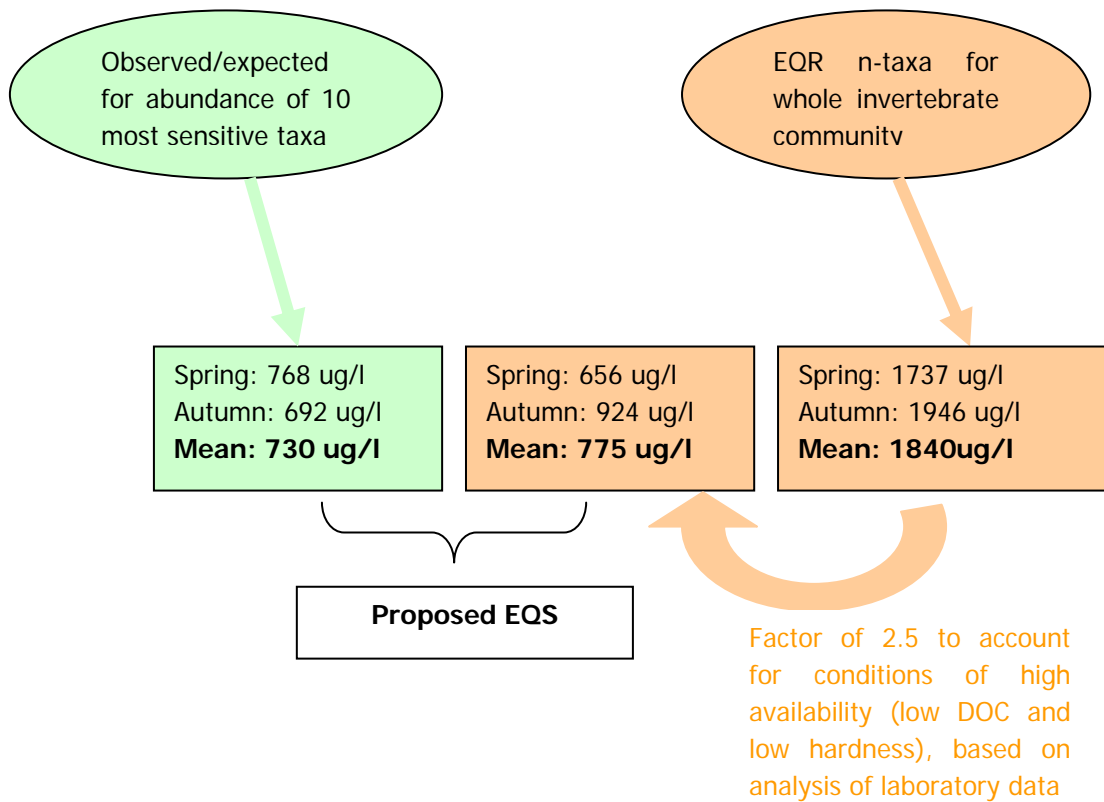 Observed/expected
for abundance of 10
most sensitive taxa
EQR n-taxa for
whole invertebrate
community
Spring: 768 ug/l
Autumn: 692 ug/l
Mean: 730 ug/l
Spring: 656 ug/l
Autumn: 924 ug/l
Mean: 775 ug/l
Spring: 1737 ug/l
Autumn: 1946 ug/l
Mean: 1840ug/l
Proposed EQS
Factor of 2.5 to account
for conditions of high
availability (low DOC and
low hardness), based on
analysis of laboratory data